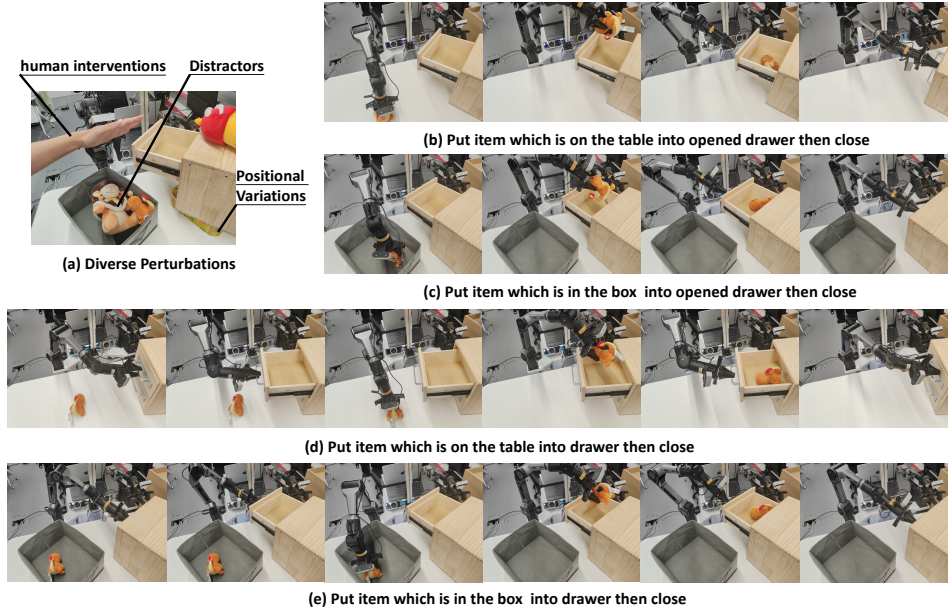 human interventions
Distractors
Positional
Variations
(a) Diverse Perturbations
(b) Put item which is on the table into opened drawer then close
(c) Put item which is in the box into opened drawer then close
(d) Put item which is on the table into drawer then close
(e) Put item which is in the box into drawer then close